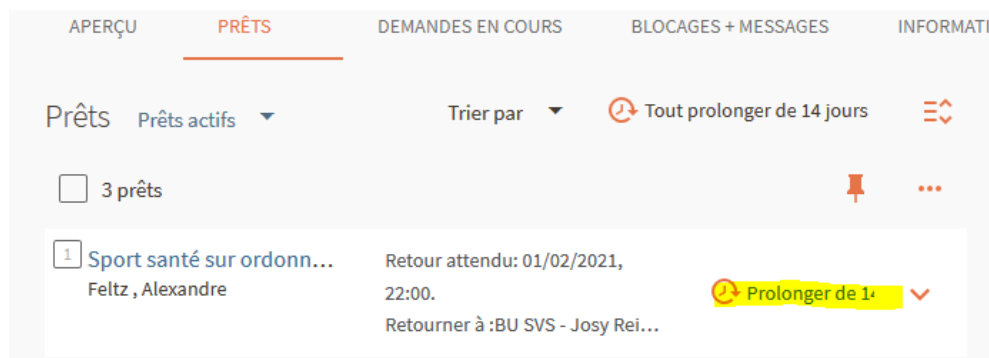 APERÇU PRÊTS DEMANDES EN COURS BLOCAGES + MESSAGES INFORMATI
Prêts Prêts actifs Trier par Tout prolonger de 14 jours
3 prêts
1 Sport santé sur ordonn...
Feltz , Alexandre
Retour attendu: 01/02/2021,
22:00.
Retourner à :BU SVS - Josy Rei...
Prolonger de 14